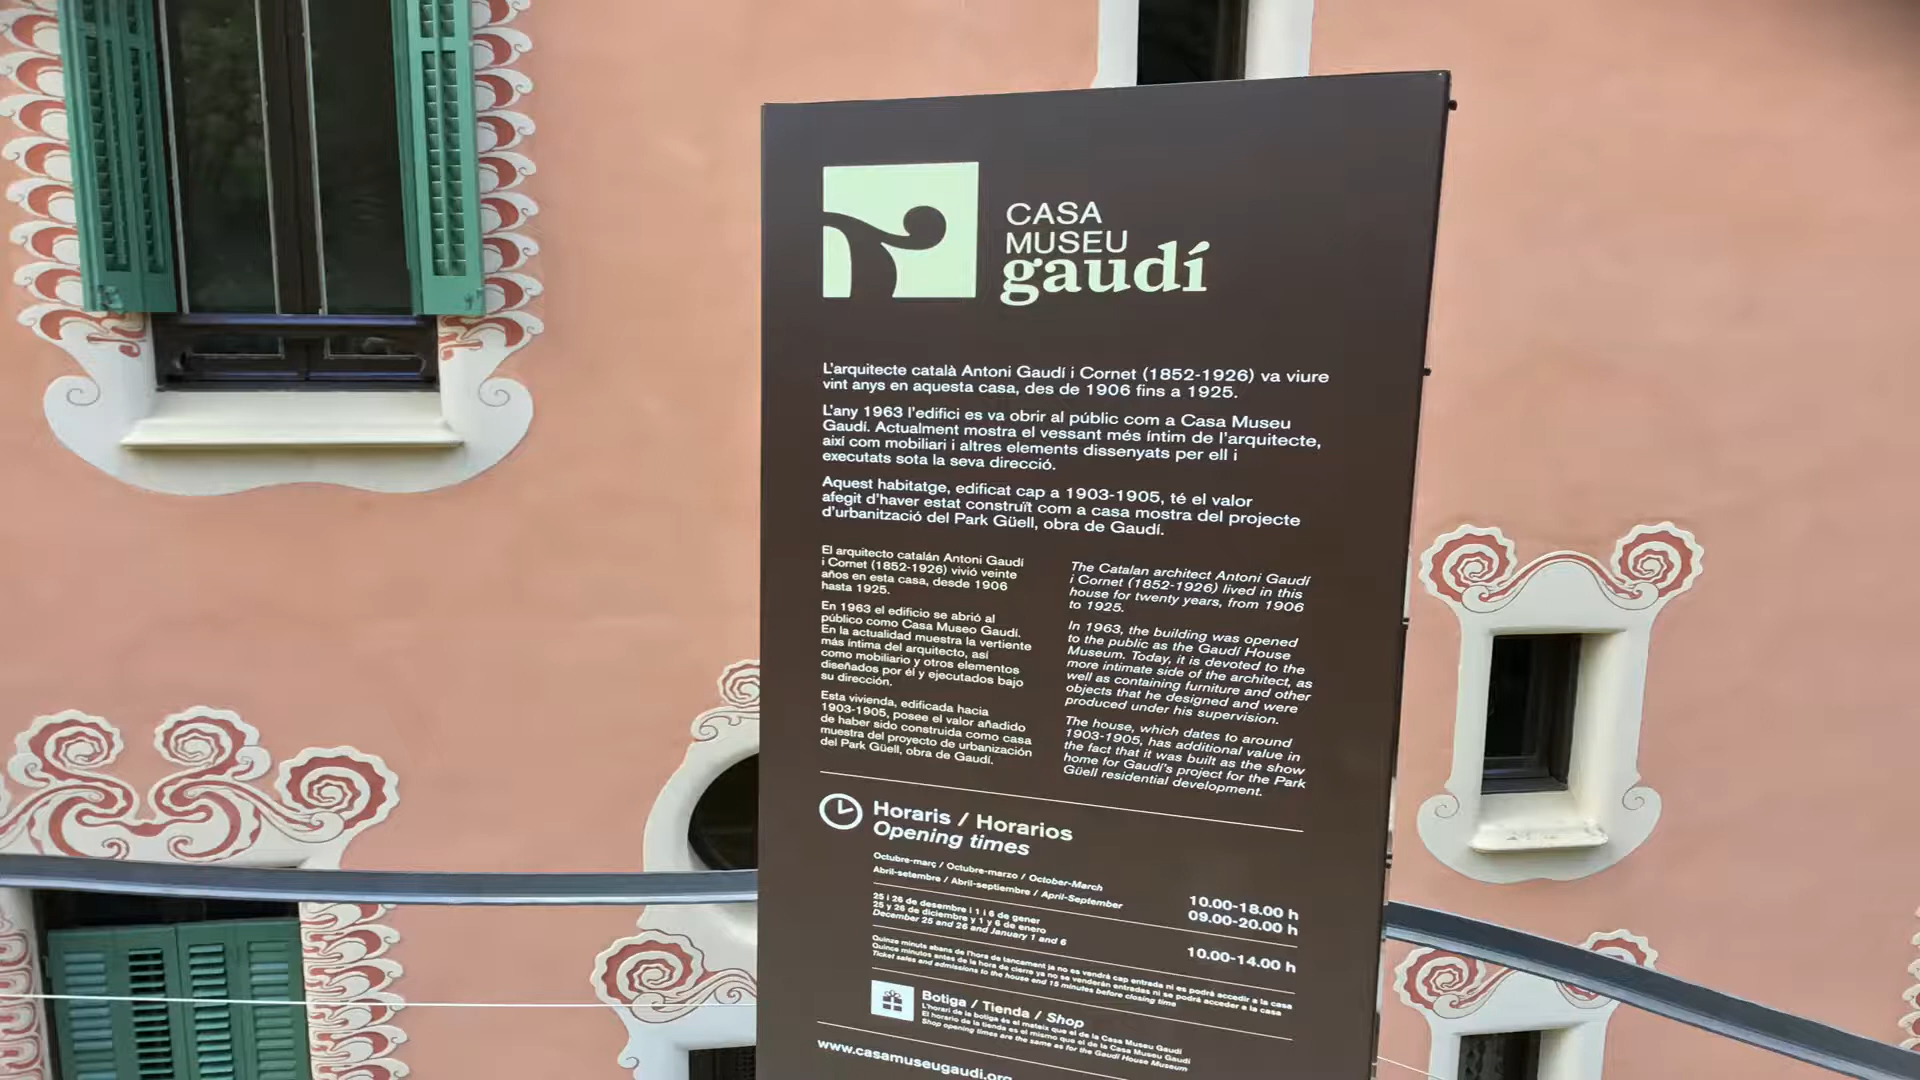 CASA
MUSEU
gaudí
L'arquitecte català Antoni Gaudí i Cornet (1852-1926) va viure
vint anys en aquesta casa, des de 1906 fins a 1925.
L'any 1963 l'edifici es va obrir al públic com a Casa Museu
Gaudí. Actualment mostra el vessant més íntim de l'arquitecte,
així com mobiliari i altres elements dissenyats per ell i
executats sota la seva direcció.
Aquest habitatge, edificat cap a 1903-1905, té el valor
afegit d'haver estat construït com a casa mostra del projecte
d'urbanització del Park Güell, obra de Gaudí.
El arquitecto catalán Antoni Gaudí
i Cornet (1852-1926) vivió veinte
años en esta casa, desde 1906
hasta 1925.
En 1963 el edificio se abrió al
público como Casa Museo Gaudí.
En la actualidad muestra la vertiente
más íntima del arquitecto, así
como mobiliario y otros elementos
diseñados por él y ejecutados bajo
su dirección.
Esta vivienda, edificada hacia
1903-1905, posee el valor añadido
de haber sido construida como casa
muestra del proyecto de urbanización
del Park Güell, obra de Gaudí.
The Catalan architect Antoni Gaudí
i Cornet (1852-1926) lived in this
house for twenty years, from 1906
to 1925.
In 1963, the building was opened
to the public as the Gaudí House
Museum. Today, it is devoted to the
more intimate side of the architect, as
well as containing furniture and other
objects that he designed and were
produced under his supervision.
The house, which dates to around
1903-1905, has additional value in
the fact that it was built as the show
home for Gaudí's project for the Park
Güell residential development.
Horaris / Horarios
Opening times
Octubre-març / Octubre-marzo / October-March 10.00-18.00 h
Abril-setembre / Abril-septiembre / April-September 09.00-20.00 h
25 i 26 de desembre i 1 i 6 de gener
25 y 26 de diciembre y 1 y 6 de enero
December 25 and 26 and January 1 and 6 10.00-14.00 h
Quinze minuts abans de l'hora de tancament ja no es vendrà cap entrada ni es podrà accedir a la casa
Quince minutos antes de la hora de cierre ya no se venderán entradas ni se podrá acceder a la casa
Ticket sales and admissions to the house end 15 minutes before closing time
Botiga / Tienda / Shop
L'horari de la botiga és el mateix que el de la Casa Museu Gaudí
El horario de la tienda es el mismo que el de la Casa Museu Gaudí
Shop opening times are the same as for the Gaudí House Museum
www.casamuseugaudi.org